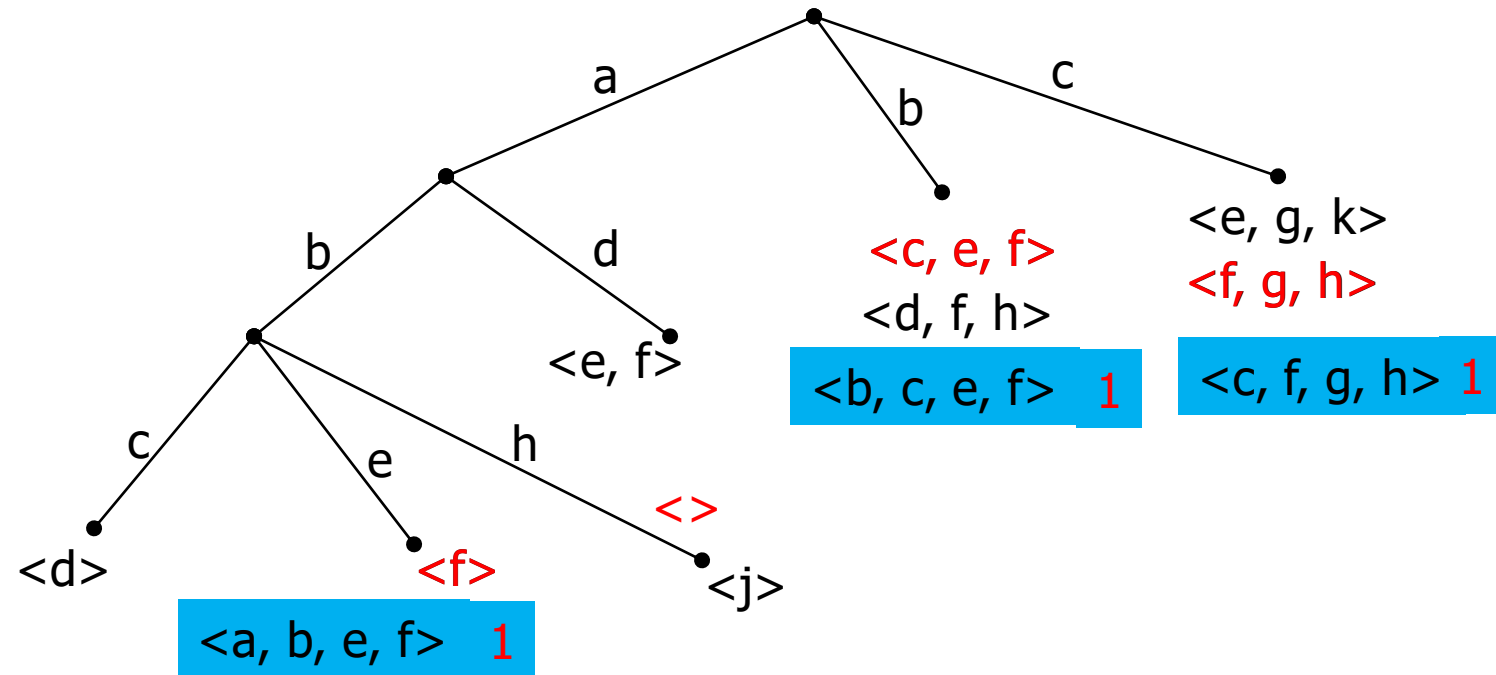 a
b
c
<e, g, k>
b
d
<c, e, f>
<f, g, h>
<d, f, h>
<e, f>
<b, c, e, f> 1
<c, f, g, h> 1
c
e
h
<>
<d>
<f>
<j>
<a, b, e, f> 1